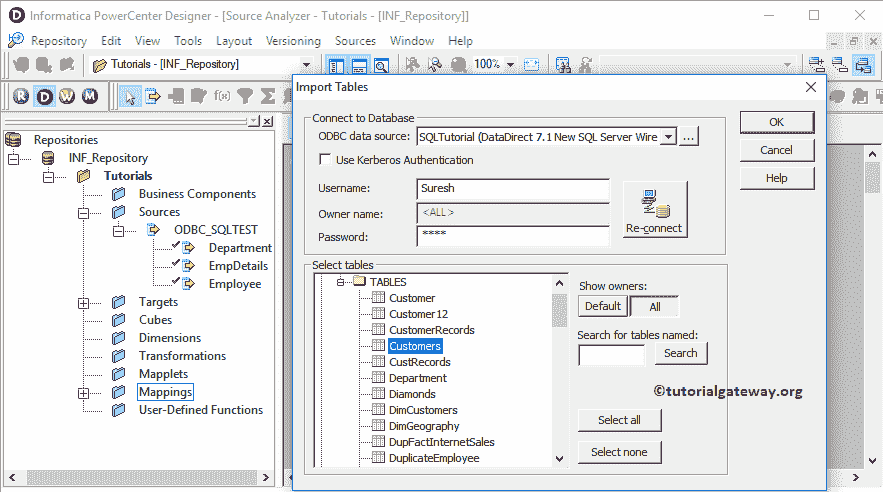 Informatica PowerCenter Designer - [Source Analyzer - Tutorials - [INF_Repository]]
Repository Edit View Tools Layout Versioning Sources Window Help
Tutorials - [INF_Repository]
100%
R D W M
f(x) Σ
Repositories
INF_Repository
Tutorials
Business Components
Sources
ODBC_SQLTEST
Department
EmpDetails
Employee
Targets
Cubes
Dimensions
Transformations
Mapplets
Mappings
User-Defined Functions
Import Tables
Connect to Database
ODBC data source: SQLTutorial (DataDirect 7.1 New SQL Server Wire ...
Use Kerberos Authentication
Username: Suresh
Owner name: <ALL>
Password: ****
Re-connect
OK
Cancel
Help
Select tables
TABLES
Customer
Customer12
CustomerRecords
Customers
CustRecords
Department
Diamonds
DimCustomers
DimGeography
DupFactInternetSales
DuplicateEmployee
Show owners:
Default All
Search for tables named:
Search
©tutorialgateway.org
Select all
Select none